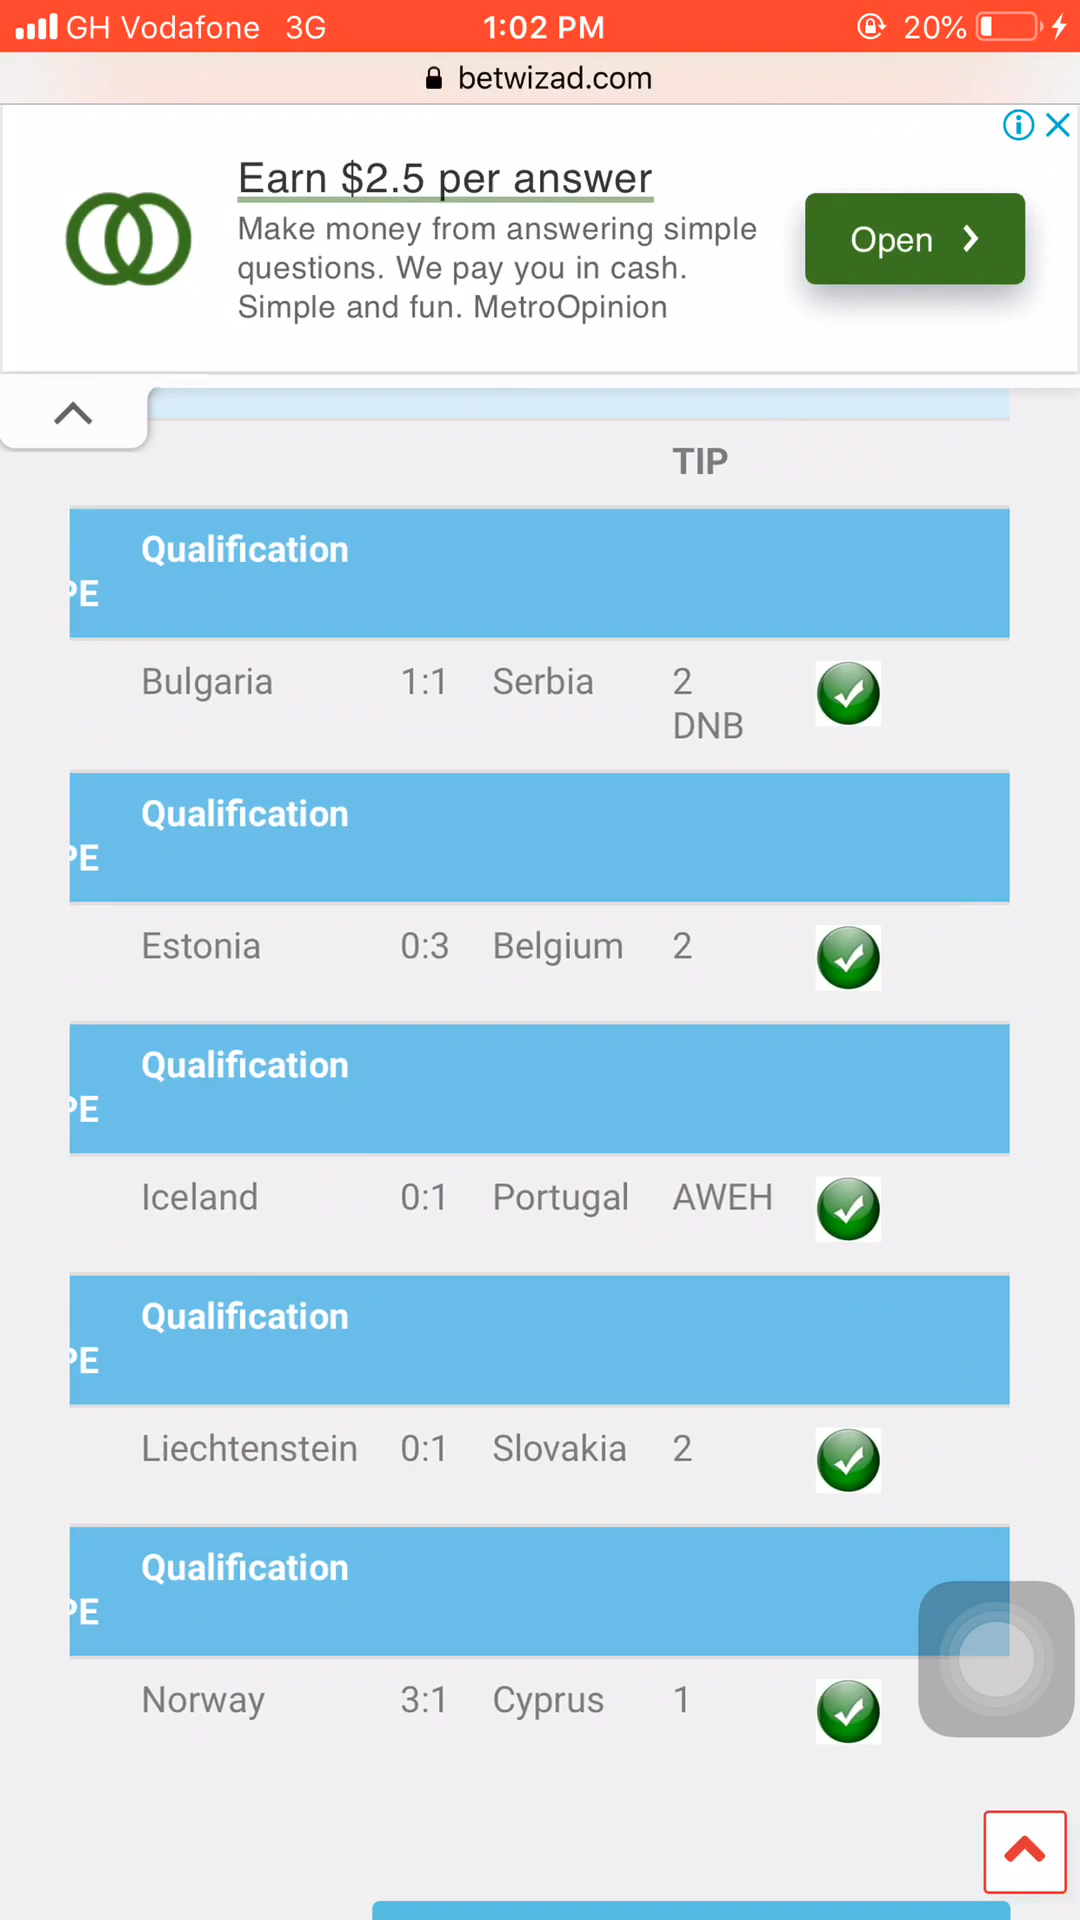 GH Vodafone 3G 1:02 PM 20%
betwizad.com
Earn $2.5 per answer
Make money from answering simple
questions. We pay you in cash.
Simple and fun. MetroOpinion
Open
TIP
Qualification
PE
Bulgaria 1:1 Serbia 2
DNB
Qualification
PE
Estonia 0:3 Belgium 2
Qualification
PE
Iceland 0:1 Portugal AWEH
Qualification
PE
Liechtenstein 0:1 Slovakia 2
Qualification
PE
Norway 3:1 Cyprus 1